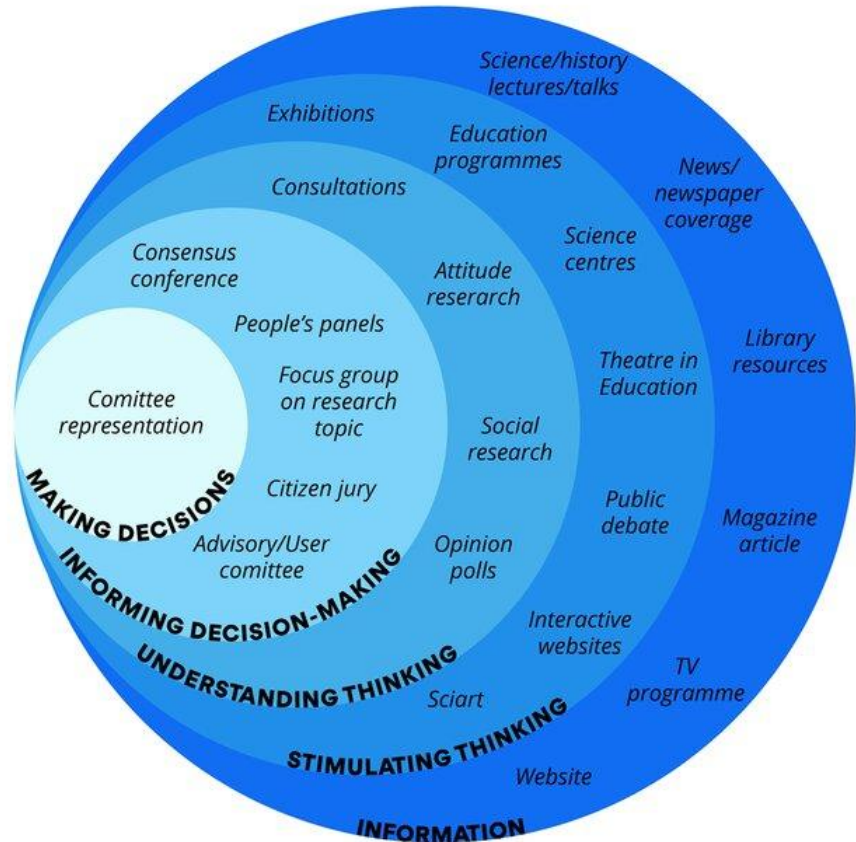 Science/history
lectures/talks
Exhibitions
Education
programmes
News/
newspaper
coverage
Consultations
Science
centres
Consensus
conference
Attitude
reserarch
People's panels
Library
resources
Theatre in
Education
Focus group
on research
topic
Comittee
representation
Social
research
Citizen jury
Public
debate
Magazine
article
MAKING DECISIONS
Advisory/User
comittee
Opinion
polls
INFORMING DECISION-MAKING
Interactive
websites
UNDERSTANDING THINKING
TV
programme
Sciart
STIMULATING THINKING
Website
INFORMATION